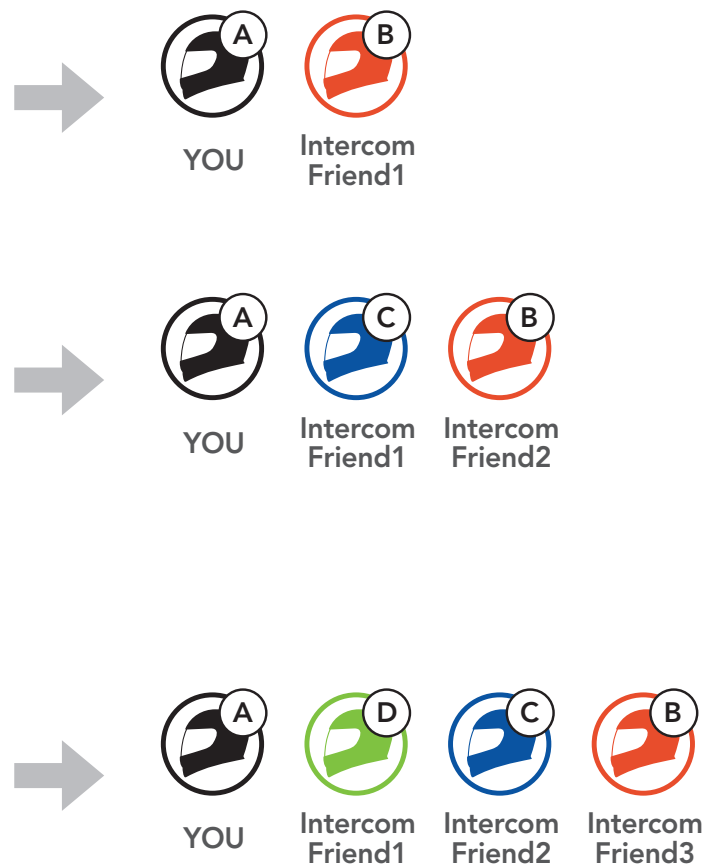 A B
YOU Intercom Friend1
A C B
YOU Intercom Friend1 Intercom Friend2
A D C B
YOU Intercom Friend1 Intercom Friend2 Intercom Friend3